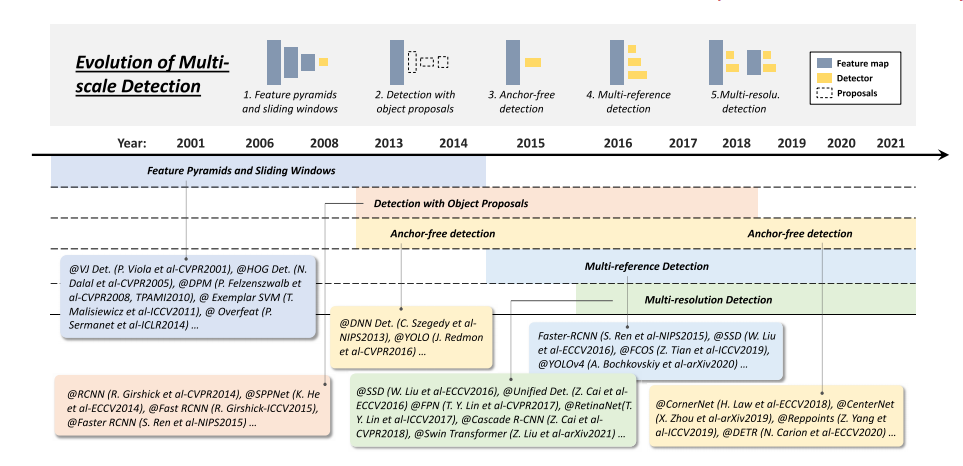 Evolution of Multi-
scale Detection
1. Feature pyramids
and sliding windows
2. Detection with
object proposals
3. Anchor-free
detection
4. Multi-reference
detection
5.Multi-resolu.
detection
Feature map
Detector
Proposals
Year: 2001 2006 2008 2013 2014 2015 2016 2017 2018 2019 2020 2021
Feature Pyramids and Sliding Windows
Detection with Object Proposals
Anchor-free detection
Anchor-free detection
Multi-reference Detection
Multi-resolution Detection
@VJ Det. (P. Viola et al-CVPR2001), @HOG Det. (N.
Dalal et al-CVPR2005), @DPM (P. Felzenszwalb et
al-CVPR2008, TPAMI2010), @ Exemplar SVM (T.
Malisiewicz et al-ICCV2011), @ Overfeat (P.
Sermanet et al-ICLR2014) ...
@DNN Det. (C. Szegedy et al-
NIPS2013), @YOLO (J. Redmon
et al-CVPR2016) ...
Faster-RCNN (S. Ren et al-NIPS2015), @SSD (W. Liu
et al-ECCV2016), @FCOS (Z. Tian et al-ICCV2019),
@YOLOv4 (A. Bochkovskiy et al-arXiv2020) ...
@RCNN (R. Girshick et al-CVPR2014), @SPPNet (K. He
et al-ECCV2014), @Fast RCNN (R. Girshick-ICCV2015),
@Faster RCNN (S. Ren et al-NIPS2015) ...
@SSD (W. Liu et al-ECCV2016), @Unified Det. (Z. Cai et al-
ECCV2016) @FPN (T. Y. Lin et al-CVPR2017), @RetinaNet(T.
Y. Lin et al-ICCV2017), @Cascade R-CNN (Z. Cai et al-
CVPR2018), @Swin Transformer (Z. Liu et al-arXiv2021) ...
@CornerNet (H. Law et al-ECCV2018), @CenterNet
(X. Zhou et al-arXiv2019), @Reppoints (Z. Yang et
al-ICCV2019), @DETR (N. Carion et al-ECCV2020) ...